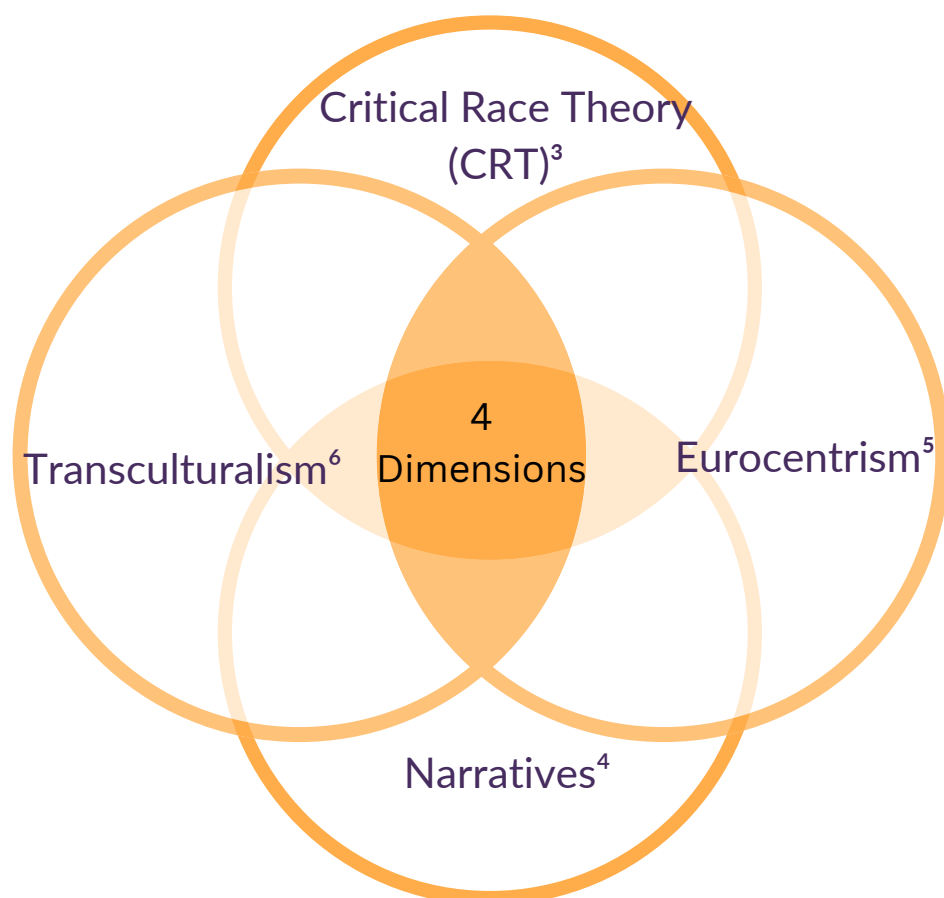 Critical Race Theory
(CRT)³
4
Dimensions
Transculturalism⁶
Eurocentrism⁵
Narratives⁴